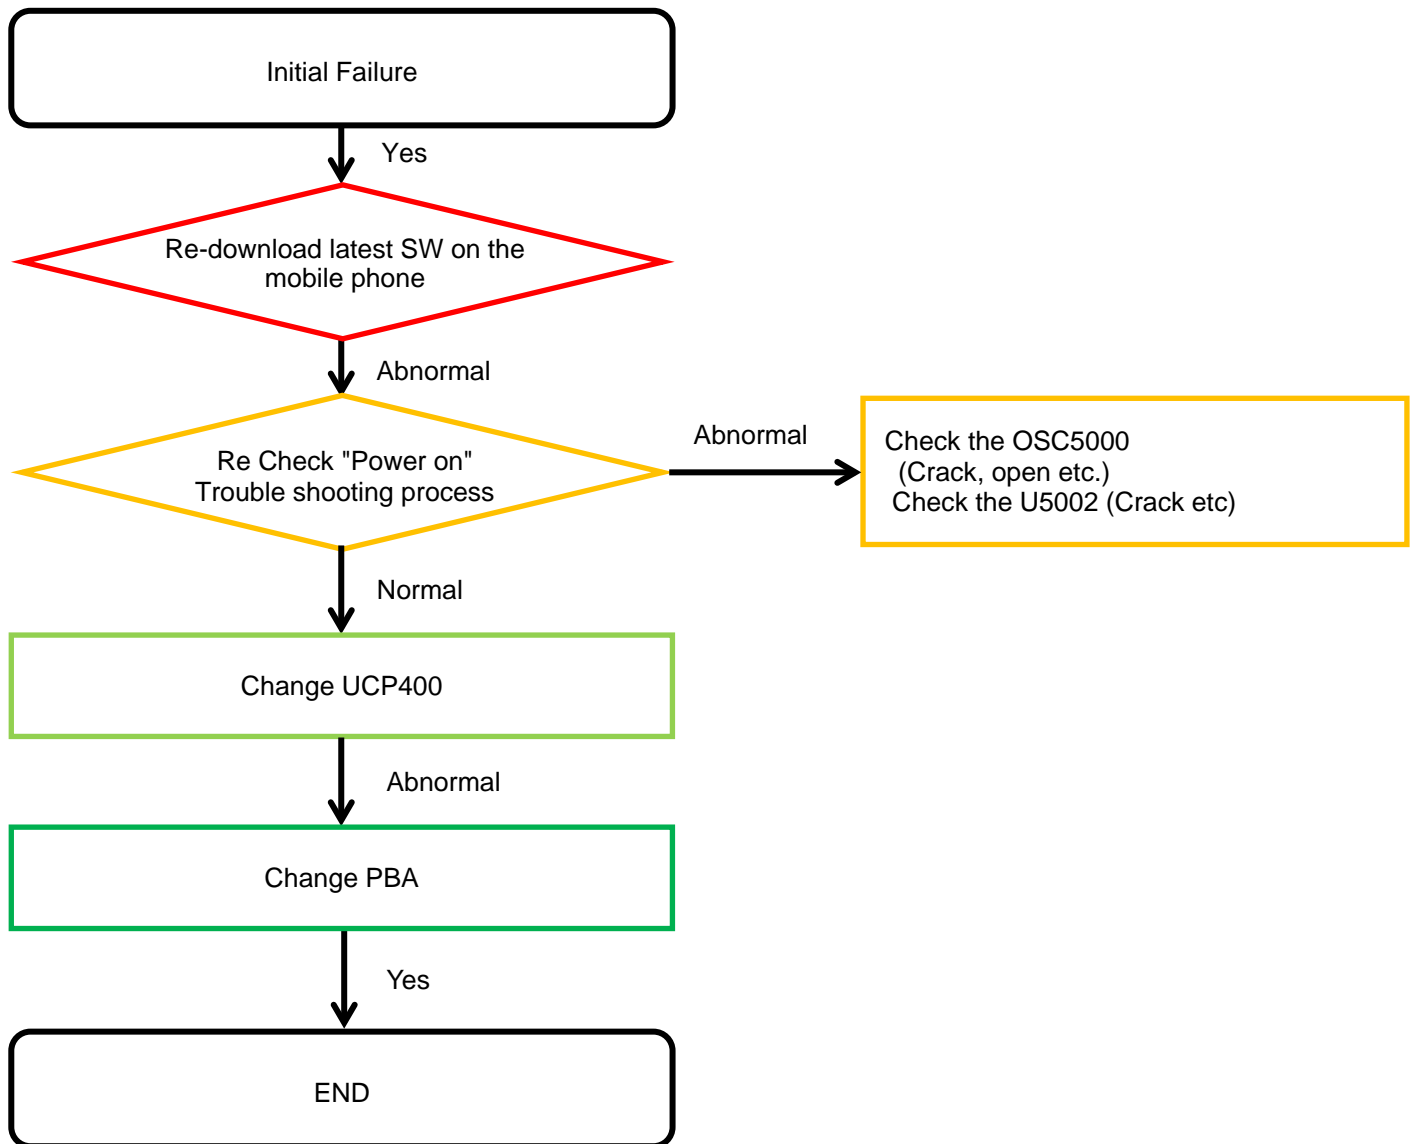 Initial Failure
Yes
Re-download latest SW on the
mobile phone
Abnormal
Re Check "Power on"
Trouble shooting process
Abnormal
Check the OSC5000
(Crack, open etc.)
Check the U5002 (Crack etc)
Normal
Change UCP400
Abnormal
Change PBA
Yes
END